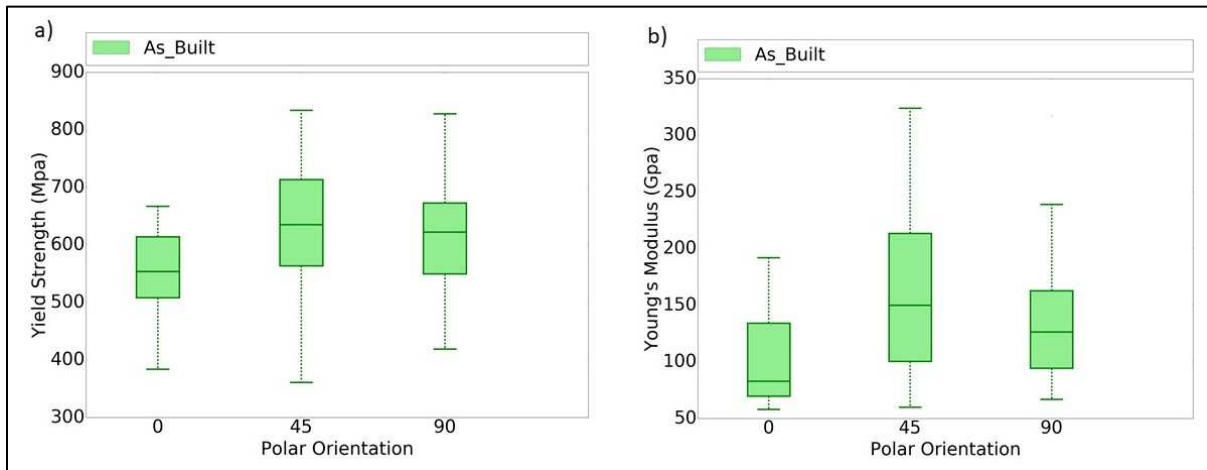 a)
As_Built
900
800
700
600
500
400
300
Yield Strength (Mpa)
0 45 90
Polar Orientation
b)
As_Built
350
300
250
200
150
100
50
Young's Modulus (Gpa)
0 45 90
Polar Orientation